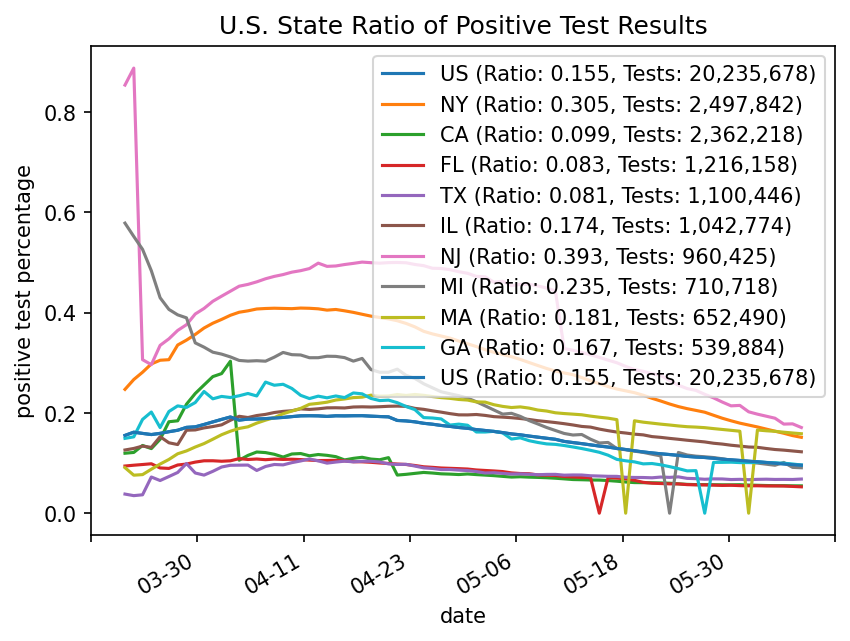 U.S. State Ratio of Positive Test Results
positive test percentage
0.8
0.6
0.4
0.2
0.0
US (Ratio: 0.155, Tests: 20,235,678)
NY (Ratio: 0.305, Tests: 2,497,842)
CA (Ratio: 0.099, Tests: 2,362,218)
FL (Ratio: 0.083, Tests: 1,216,158)
TX (Ratio: 0.081, Tests: 1,100,446)
IL (Ratio: 0.174, Tests: 1,042,774)
NJ (Ratio: 0.393, Tests: 960,425)
MI (Ratio: 0.235, Tests: 710,718)
MA (Ratio: 0.181, Tests: 652,490)
GA (Ratio: 0.167, Tests: 539,884)
US (Ratio: 0.155, Tests: 20,235,678)
03-30 04-11 04-23 05-06 05-18 05-30
date